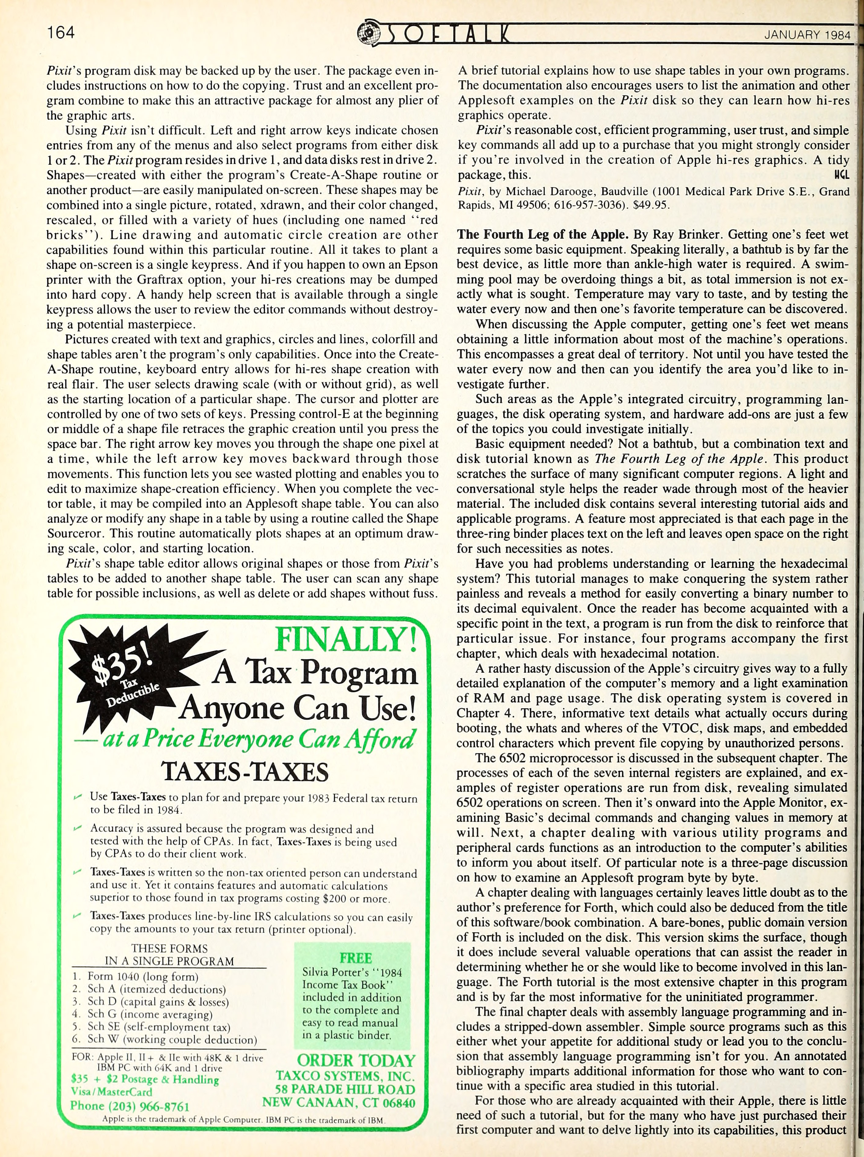 164
SOFTALK
JANUARY 1984
Pixit's program disk may be backed up by the user. The package even in-
cludes instructions on how to do the copying. Trust and an excellent pro-
gram combine to make this an attractive package for almost any plier of
the graphic arts.
Using Pixit isn't difficult. Left and right arrow keys indicate chosen
entries from any of the menus and also select programs from either disk
1 or 2. The Pixit program resides in drive 1, and data disks rest in drive 2.
Shapes—created with either the program's Create-A-Shape routine or
another product—are easily manipulated on-screen. These shapes may be
combined into a single picture, rotated, xdrawn, and their color changed,
rescaled, or filled with a variety of hues (including one named "red
bricks"). Line drawing and automatic circle creation are other
capabilities found within this particular routine. All it takes to plant a
shape on-screen is a single keypress. And if you happen to own an Epson
printer with the Graftrax option, your hi-res creations may be dumped
into hard copy. A handy help screen that is available through a single
keypress allows the user to review the editor commands without destroy-
ing a potential masterpiece.
Pictures created with text and graphics, circles and lines, colorfill and
shape tables aren't the program's only capabilities. Once into the Create-
A-Shape routine, keyboard entry allows for hi-res shape creation with
real flair. The user selects drawing scale (with or without grid), as well
as the starting location of a particular shape. The cursor and plotter are
controlled by one of two sets of keys. Pressing control-E at the beginning
or middle of a shape file retraces the graphic creation until you press the
space bar. The right arrow key moves you through the shape one pixel at
a time, while the left arrow key moves backward through those
movements. This function lets you see wasted plotting and enables you to
edit to maximize shape-creation efficiency. When you complete the vec-
tor table, it may be compiled into an Applesoft shape table. You can also
analyze or modify any shape in a table by using a routine called the Shape
Sourceror. This routine automatically plots shapes at an optimum draw-
ing scale, color, and starting location.
Pixit's shape table editor allows original shapes or those from Pixit's
tables to be added to another shape table. The user can scan any shape
table for possible inclusions, as well as delete or add shapes without fuss.
$35!
Tax
Deductible
FINALLY!
A Tax Program
Anyone Can Use!
— at a Price Everyone Can Afford
TAXES-TAXES
Use Taxes-Taxes to plan for and prepare your 1983 Federal tax return
to be filed in 1984.
Accuracy is assured because the program was designed and
tested with the help of CPAs. In fact, Taxes-Taxes is being used
by CPAs to do their client work.
Taxes-Taxes is written so the non-tax oriented person can understand
and use it. Yet it contains features and automatic calculations
superior to those found in tax programs costing $200 or more.
Taxes-Taxes produces line-by-line IRS calculations so you can easily
copy the amounts to your tax return (printer optional).
THESE FORMS
IN A SINGLE PROGRAM
1. Form 1040 (long form)
2. Sch A (itemized deductions)
3. Sch D (capital gains & losses)
4. Sch G (income averaging)
5. Sch SE (self-employment tax)
6. Sch W (working couple deduction)
FOR: Apple II, II + & IIe with 48K & 1 drive
IBM PC with 64K and 1 drive
$35 + $2 Postage & Handling
Visa/MasterCard
Phone (203) 966-8761
FREE
Silvia Porter's "1984
Income Tax Book"
included in addition
to the complete and
easy to read manual
in a plastic binder.
ORDER TODAY
TAXCO SYSTEMS, INC.
58 PARADE HILL ROAD
NEW CANAAN, CT 06840
Apple is the trademark of Apple Computer. IBM PC is the trademark of IBM.
A brief tutorial explains how to use shape tables in your own programs.
The documentation also encourages users to list the animation and other
Applesoft examples on the Pixit disk so they can learn how hi-res
graphics operate.
Pixit's reasonable cost, efficient programming, user trust, and simple
key commands all add up to a purchase that you might strongly consider
if you're involved in the creation of Apple hi-res graphics. A tidy
package, this. WGL
Pixit, by Michael Darooge, Baudville (1001 Medical Park Drive S.E., Grand
Rapids, MI 49506; 616-957-3036). $49.95.
The Fourth Leg of the Apple. By Ray Brinker. Getting one's feet wet
requires some basic equipment. Speaking literally, a bathtub is by far the
best device, as little more than ankle-high water is required. A swim-
ming pool may be overdoing things a bit, as total immersion is not ex-
actly what is sought. Temperature may vary to taste, and by testing the
water every now and then one's favorite temperature can be discovered.
When discussing the Apple computer, getting one's feet wet means
obtaining a little information about most of the machine's operations.
This encompasses a great deal of territory. Not until you have tested the
water every now and then can you identify the area you'd like to in-
vestigate further.
Such areas as the Apple's integrated circuitry, programming lan-
guages, the disk operating system, and hardware add-ons are just a few
of the topics you could investigate initially.
Basic equipment needed? Not a bathtub, but a combination text and
disk tutorial known as The Fourth Leg of the Apple. This product
scratches the surface of many significant computer regions. A light and
conversational style helps the reader wade through most of the heavier
material. The included disk contains several interesting tutorial aids and
applicable programs. A feature most appreciated is that each page in the
three-ring binder places text on the left and leaves open space on the right
for such necessities as notes.
Have you had problems understanding or learning the hexadecimal
system? This tutorial manages to make conquering the system rather
painless and reveals a method for easily converting a binary number to
its decimal equivalent. Once the reader has become acquainted with a
specific point in the text, a program is run from the disk to reinforce that
particular issue. For instance, four programs accompany the first
chapter, which deals with hexadecimal notation.
A rather hasty discussion of the Apple's circuitry gives way to a fully
detailed explanation of the computer's memory and a light examination
of RAM and page usage. The disk operating system is covered in
Chapter 4. There, informative text details what actually occurs during
booting, the whats and wheres of the VTOC, disk maps, and embedded
control characters which prevent file copying by unauthorized persons.
The 6502 microprocessor is discussed in the subsequent chapter. The
processes of each of the seven internal registers are explained, and ex-
amples of register operations are run from disk, revealing simulated
6502 operations on screen. Then it's onward into the Apple Monitor, ex-
amining Basic's decimal commands and changing values in memory at
will. Next, a chapter dealing with various utility programs and
peripheral cards functions as an introduction to the computer's abilities
to inform you about itself. Of particular note is a three-page discussion
on how to examine an Applesoft program byte by byte.
A chapter dealing with languages certainly leaves little doubt as to the
author's preference for Forth, which could also be deduced from the title
of this software/book combination. A bare-bones, public domain version
of Forth is included on the disk. This version skims the surface, though
it does include several valuable operations that can assist the reader in
determining whether he or she would like to become involved in this lan-
guage. The Forth tutorial is the most extensive chapter in this program
and is by far the most informative for the uninitiated programmer.
The final chapter deals with assembly language programming and in-
cludes a stripped-down assembler. Simple source programs such as this
either whet your appetite for additional study or lead you to the conclu-
sion that assembly language programming isn't for you. An annotated
bibliography imparts additional information for those who want to con-
tinue with a specific area studied in this tutorial.
For those who are already acquainted with their Apple, there is little
need of such a tutorial, but for the many who have just purchased their
first computer and want to delve lightly into its capabilities, this product